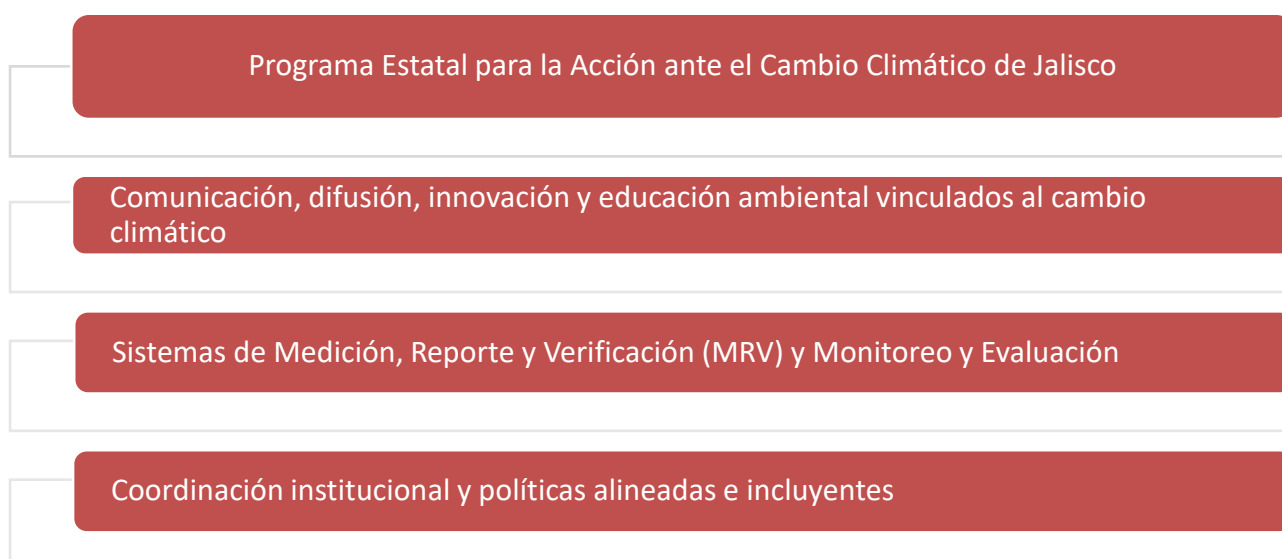 Programa Estatal para la Acción ante el Cambio Climático de Jalisco
Comunicación, difusión, innovación y educación ambiental vinculados al cambio
climático
Sistemas de Medición, Reporte y Verificación (MRV) y Monitoreo y Evaluación
Coordinación institucional y políticas alineadas e incluyentes